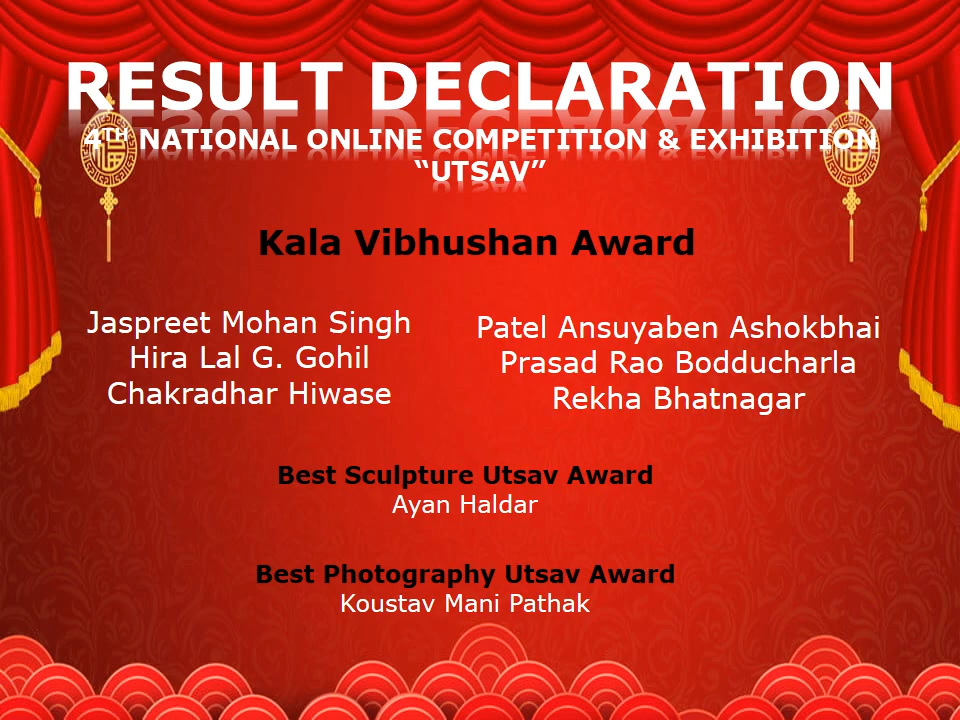 RESULT DECLARATION
4TH NATIONAL ONLINE COMPETITION & EXHIBITION
“UTSAV”
Kala Vibhushan Award
Jaspreet Mohan Singh
Hira Lal G. Gohil
Chakradhar Hiwase
Patel Ansuyaben Ashokbhai
Prasad Rao Bodducharla
Rekha Bhatnagar
Best Sculpture Utsav Award
Ayan Haldar
Best Photography Utsav Award
Koustav Mani Pathak